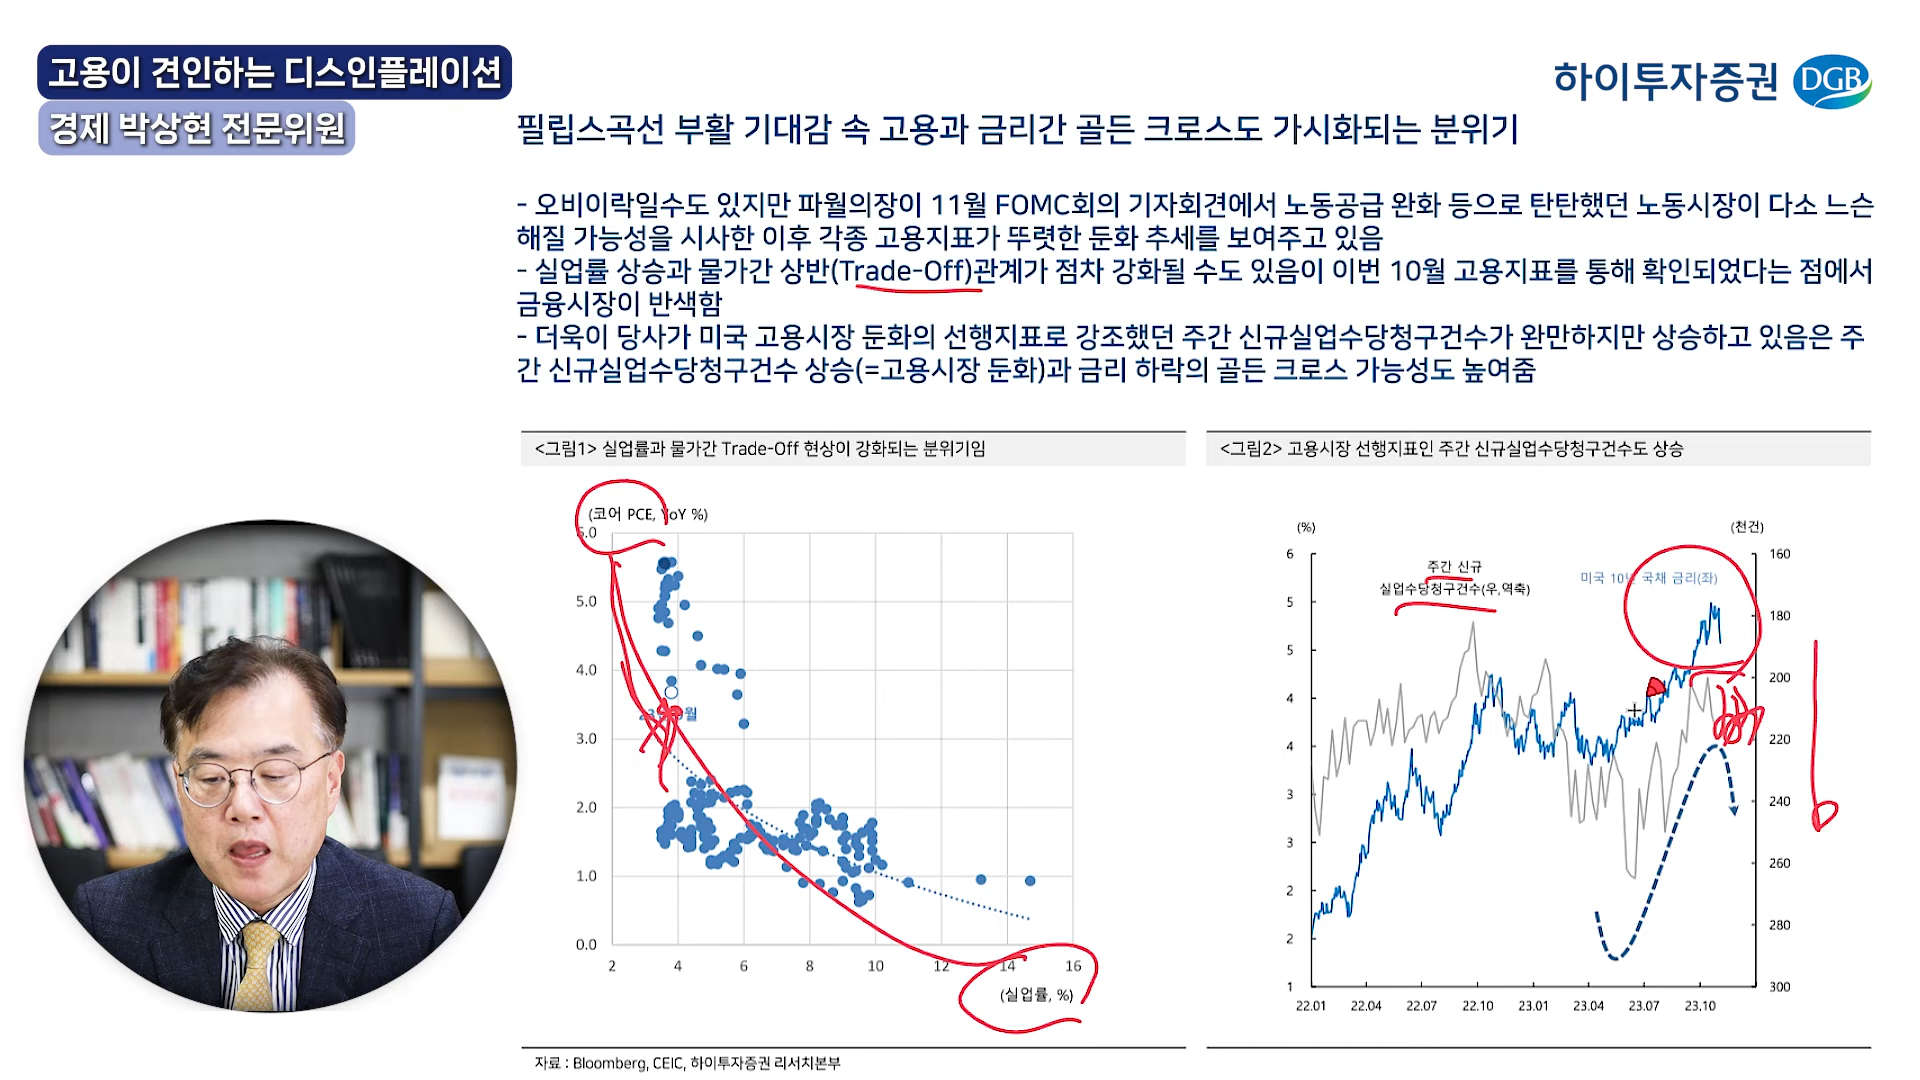 고용이 견인하는 디스인플레이션
경제 박상현 전문위원
하이투자증권 DGB
필립스곡선 부활 기대감 속 고용과 금리간 골든 크로스도 가시화되는 분위기
- 오비이락일수도 있지만 파월의장이 11월 FOMC회의 기자회견에서 노동공급 완화 등으로 탄탄했던 노동시장이 다소 느슨
해질 가능성을 시사한 이후 각종 고용지표가 뚜렷한 둔화 추세를 보여주고 있음
- 실업률 상승과 물가간 상반(Trade-Off)관계가 점차 강화될 수도 있음이 이번 10월 고용지표를 통해 확인되었다는 점에서
금융시장이 반색함
- 더욱이 당사가 미국 고용시장 둔화의 선행지표로 강조했던 주간 신규실업수당청구건수가 완만하지만 상승하고 있음은 주
간 신규실업수당청구건수 상승(=고용시장 둔화)과 금리 하락의 골든 크로스 가능성도 높여줌
<그림1> 실업률과 물가간 Trade-Off 현상이 강화되는 분위기임
(코어 PCE, YoY %)
6.0
5.0
4.0
3.0
2.0
1.0
0.0
2 4 6 8 10 12 14 16
(실업률, %)
<그림2> 고용시장 선행지표인 주간 신규실업수당청구건수도 상승
(%)
(천건)
주간 신규
실업수당청구건수(우,역축)
미국 10년 국채 금리(좌)
6
5
5
4
4
3
3
2
2
1
160
180
200
220
240
260
280
300
22.01 22.04 22.07 22.10 23.01 23.04 23.07 23.10
자료 : Bloomberg, CEIC, 하이투자증권 리서치본부